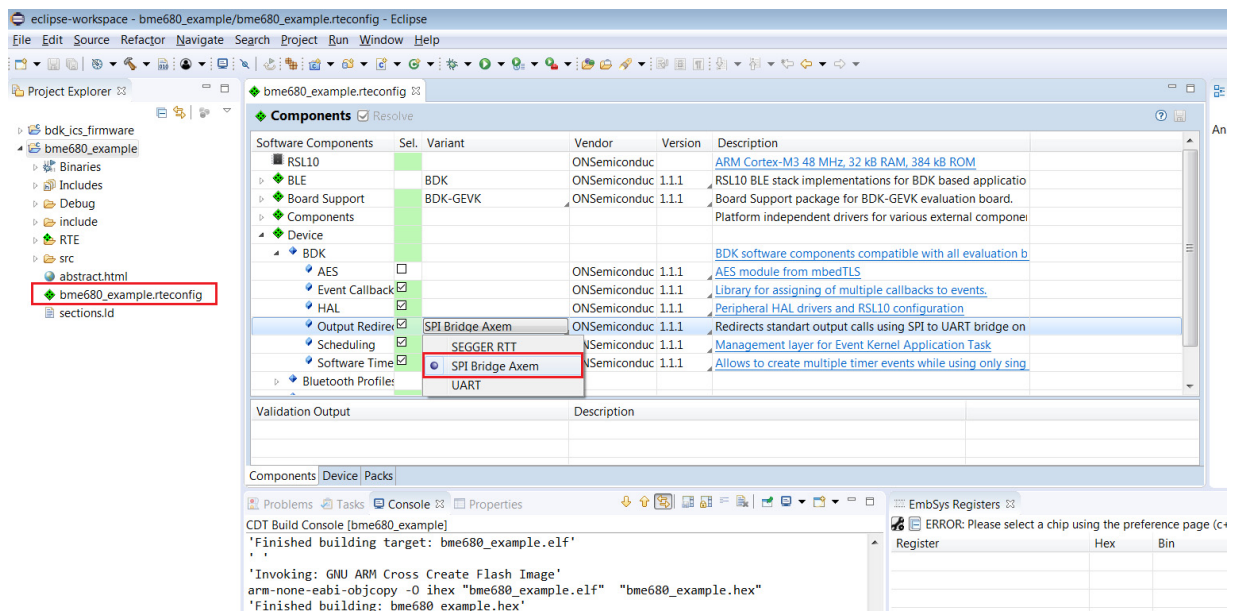 eclipse-workspace - bme680_example/bme680_example.rteconfig - Eclipse
File Edit Source Refactor Navigate Search Project Run Window Help
Project Explorer
bdk_ics_firmware
bme680_example
Binaries
Includes
Debug
include
RTE
src
abstract.html
bme680_example.rteconfig
sections.ld
bme680_example.rteconfig
Components Resolve
Software Components Sel. Variant Vendor Version Description
RSL10 ONSemiconduc ARM Cortex-M3 48 MHz, 32 kB RAM, 384 kB ROM
BLE BDK ONSemiconduc 1.1.1 RSL10 BLE stack implementations for BDK based applicatio
Board Support BDK-GEVK ONSemiconduc 1.1.1 Board Support package for BDK-GEVK evaluation board.
Components Platform independent drivers for various external componen
Device
BDK BDK software components compatible with all evaluation b
AES ONSemiconduc 1.1.1 AES module from mbedTLS
Event Callback ONSemiconduc 1.1.1 Library for assigning of multiple callbacks to events.
HAL ONSemiconduc 1.1.1 Peripheral HAL drivers and RSL10 configuration
Output Redirec SPI Bridge Axem ONSemiconduc 1.1.1 Redirects standart output calls using SPI to UART bridge on
Scheduling NSemiconduc 1.1.1 Management layer for Event Kernel Application Task
Software Time NSemiconduc 1.1.1 Allows to create multiple timer events while using only sing
Bluetooth Profiles
SEGGER RTT
SPI Bridge Axem
UART
Validation Output Description
Components Device Packs
Problems Tasks Console Properties
CDT Build Console [bme680_example]
'Finished building target: bme680_example.elf'
' '
'Invoking: GNU ARM Cross Create Flash Image'
arm-none-eabi-objcopy -O ihex "bme680_example.elf" "bme680_example.hex"
'Finished building: bme680_example.hex'
EmbSys Registers
ERROR: Please select a chip using the preference page (c+
Register Hex Bin
An